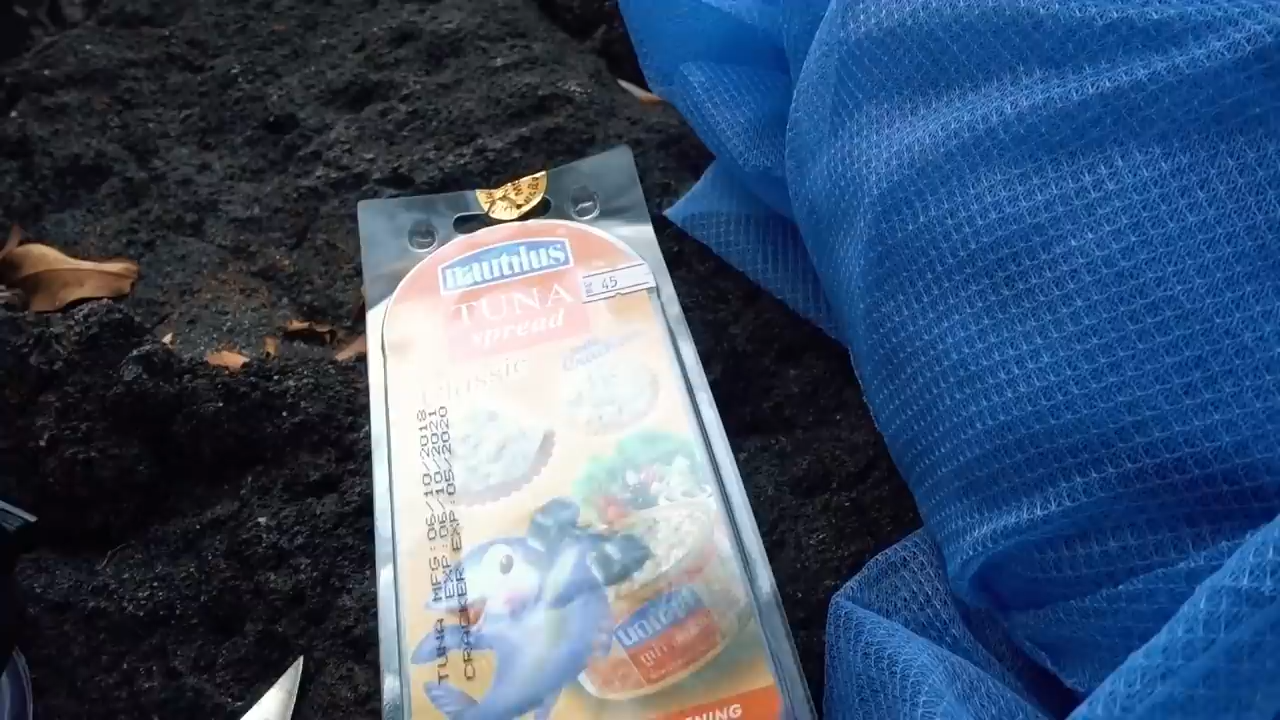 nautilus
TUNA
45
spread
Classic
TUNA MFG : 06/10/2018
EXP : 06/10/2021
CRACKER EXP : 05/2020